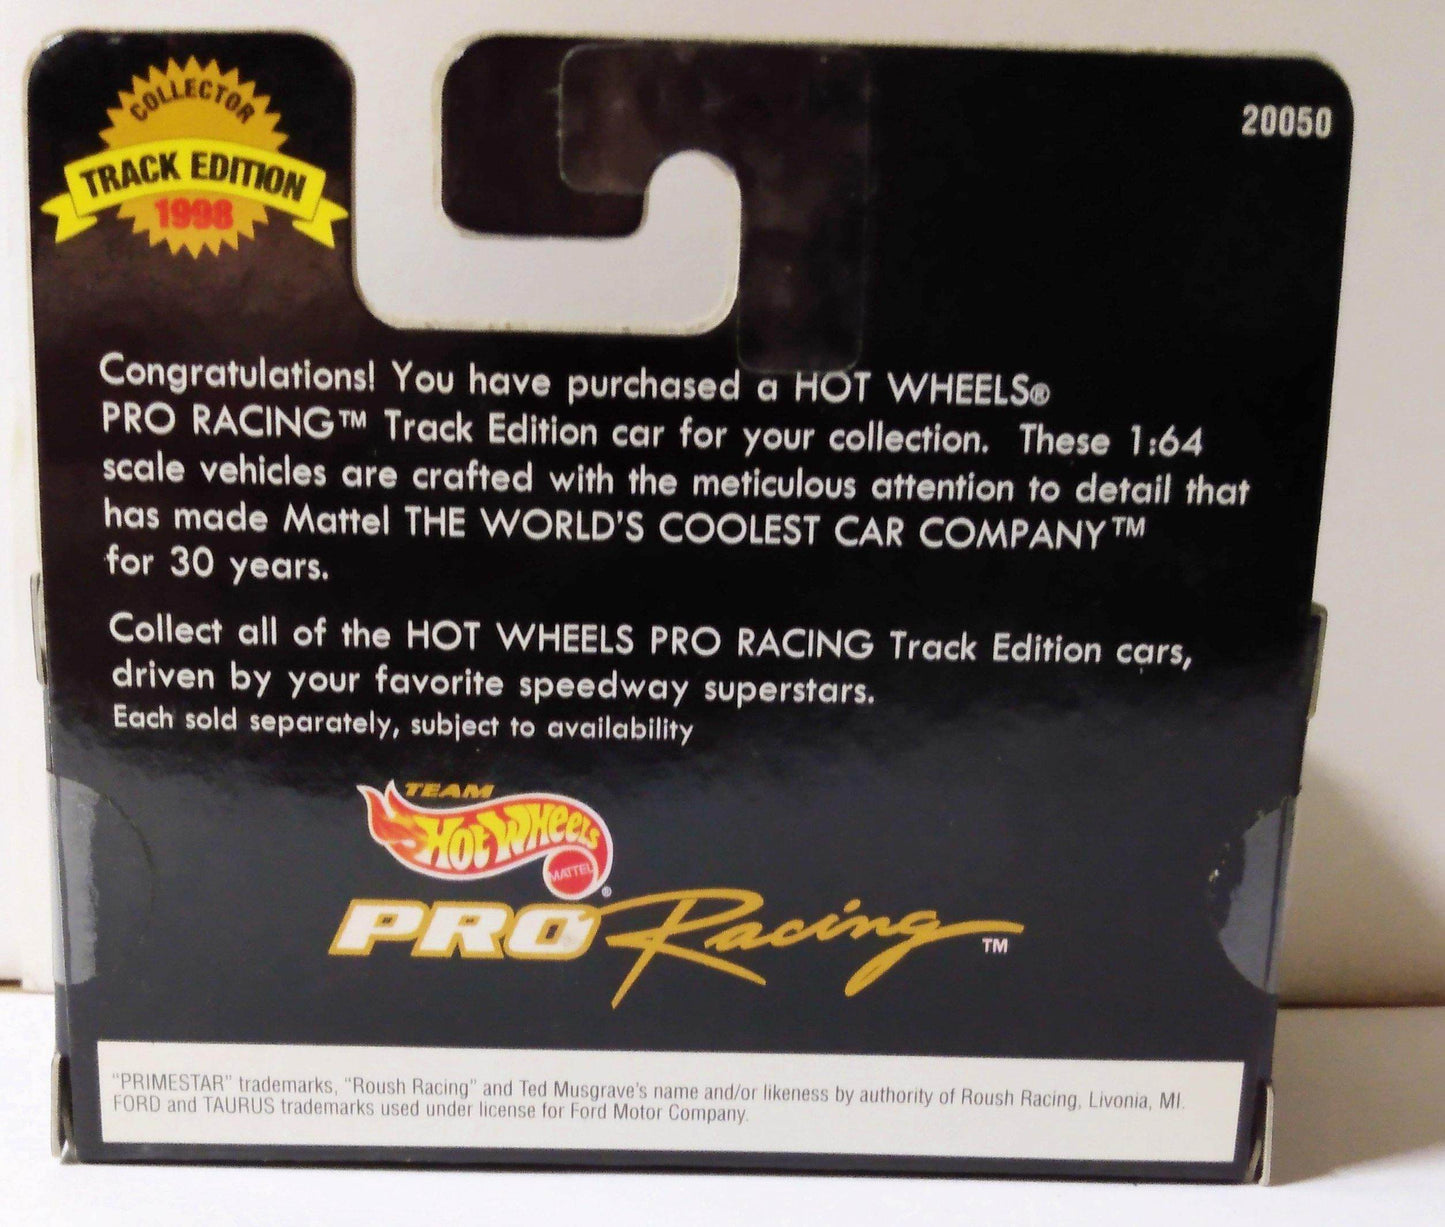 COLLECTOR
TRACK EDITION
1998
20050
Congratulations! You have purchased a HOT WHEELS®
PRO RACING™ Track Edition car for your collection. These 1:64
scale vehicles are crafted with the meticulous attention to detail that
has made Mattel THE WORLD'S COOLEST CAR COMPANY™
for 30 years.
Collect all of the HOT WHEELS PRO RACING Track Edition cars,
driven by your favorite speedway superstars.
Each sold separately, subject to availability
TEAM
Hot Wheels
MATTEL ®
PRO Racing ™
"PRIMESTAR" trademarks, "Roush Racing" and Ted Musgrave's name and/or likeness by authority of Roush Racing, Livonia, MI.
FORD and TAURUS trademarks used under license for Ford Motor Company.